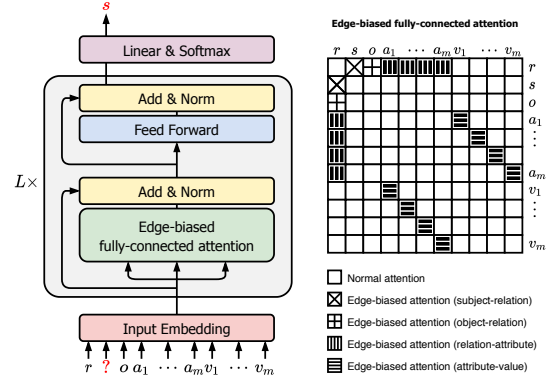 s
Linear & Softmax
Add & Norm
Feed Forward
L×
Add & Norm
Edge-biased
fully-connected attention
Input Embedding
r ? o a₁ ⋯ aₘ v₁ ⋯ vₘ
Edge-biased fully-connected attention
r s o a₁ ⋯ aₘ v₁ ⋯ vₘ
r
s
o
a₁
⋮
aₘ
v₁
⋮
vₘ
Normal attention
Edge-biased attention (subject-relation)
Edge-biased attention (object-relation)
Edge-biased attention (relation-attribute)
Edge-biased attention (attribute-value)